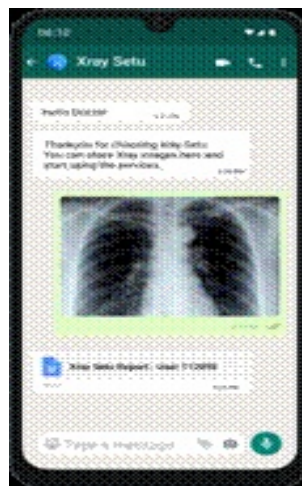 Xray Setu
Hello Doctor
Thankyou for choosing Xray Setu
You can share Xray images here and
start using the services.
Xray Setu Report: User
Type a message